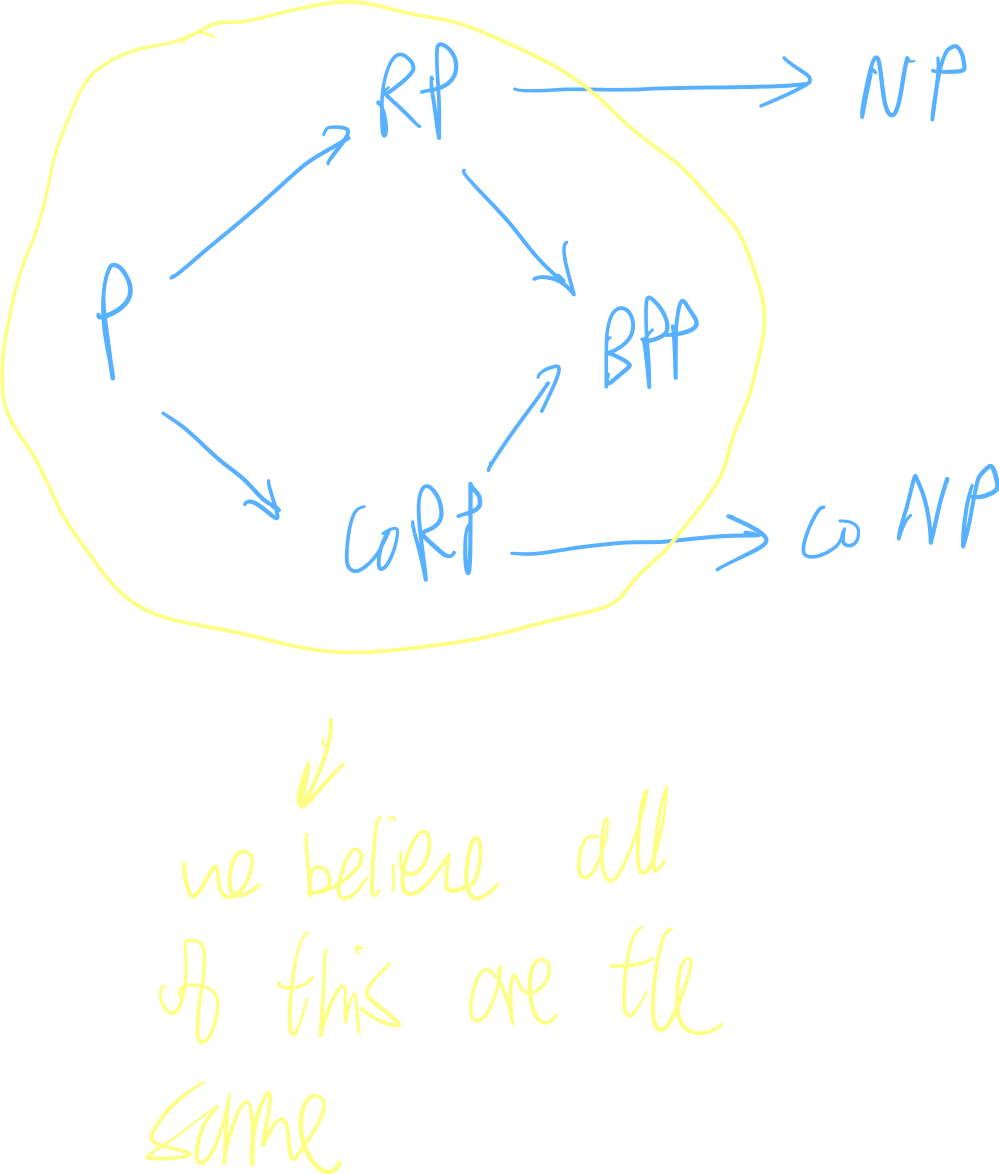 RP NP
P
BPP
CoRP Co NP
we believe all
of this are the
same